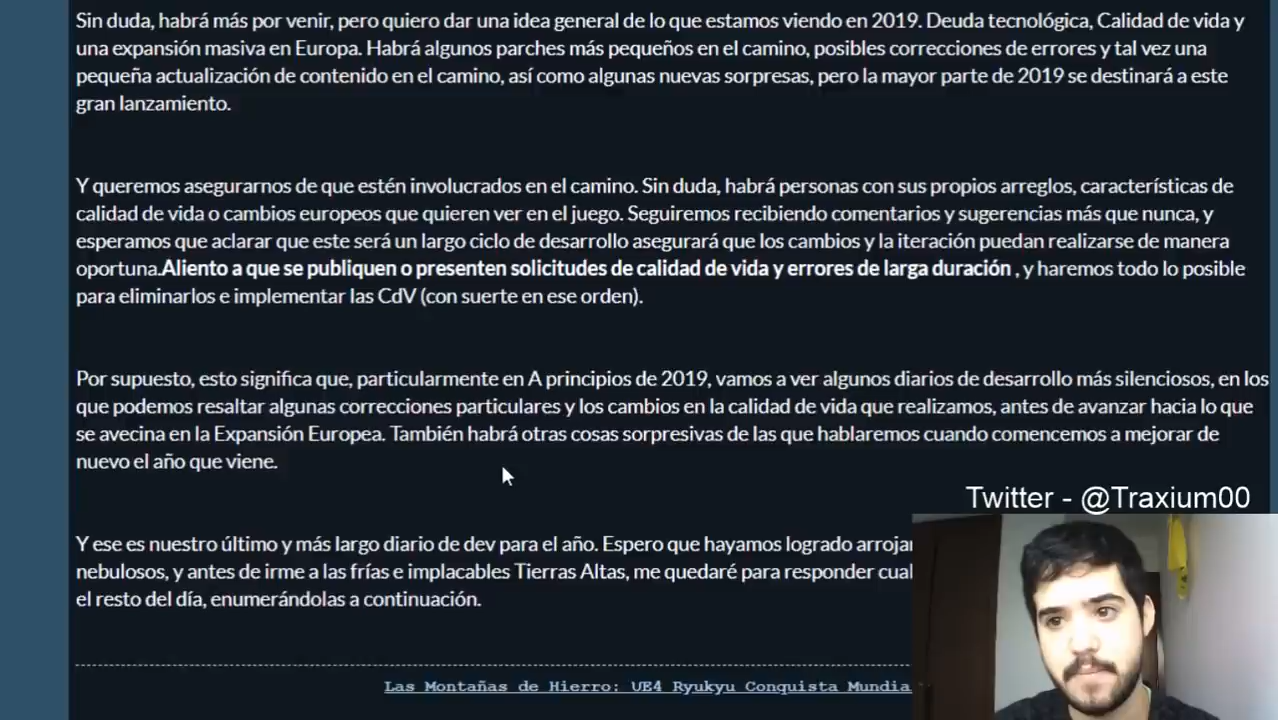 Sin duda, habrá más por venir, pero quiero dar una idea general de lo que estamos viendo en 2019. Deuda tecnológica, Calidad de vida y
una expansión masiva en Europa. Habrá algunos parches más pequeños en el camino, posibles correcciones de errores y tal vez una
pequeña actualización de contenido en el camino, así como algunas nuevas sorpresas, pero la mayor parte de 2019 se destinará a este
gran lanzamiento.
Y queremos asegurarnos de que estén involucrados en el camino. Sin duda, habrá personas con sus propios arreglos, características de
calidad de vida o cambios europeos que quieren ver en el juego. Seguiremos recibiendo comentarios y sugerencias más que nunca, y
esperamos que aclarar que este será un largo ciclo de desarrollo asegurará que los cambios y la iteración puedan realizarse de manera
oportuna.Aliento a que se publiquen o presenten solicitudes de calidad de vida y errores de larga duración , y haremos todo lo posible
para eliminarlos e implementar las CdV (con suerte en ese orden).
Por supuesto, esto significa que, particularmente en A principios de 2019, vamos a ver algunos diarios de desarrollo más silenciosos, en los
que podemos resaltar algunas correcciones particulares y los cambios en la calidad de vida que realizamos, antes de avanzar hacia lo que
se avecina en la Expansión Europea. También habrá otras cosas sorpresivas de las que hablaremos cuando comencemos a mejorar de
nuevo el año que viene.
Twitter - @Traxium00
Y ese es nuestro último y más largo diario de dev para el año. Espero que hayamos logrado arrojar
nebulosos, y antes de irme a las frías e implacables Tierras Altas, me quedaré para responder cual
el resto del día, enumerándolas a continuación.
Las Montañas de Hierro: UE4 Ryukyu Conquista Mundia